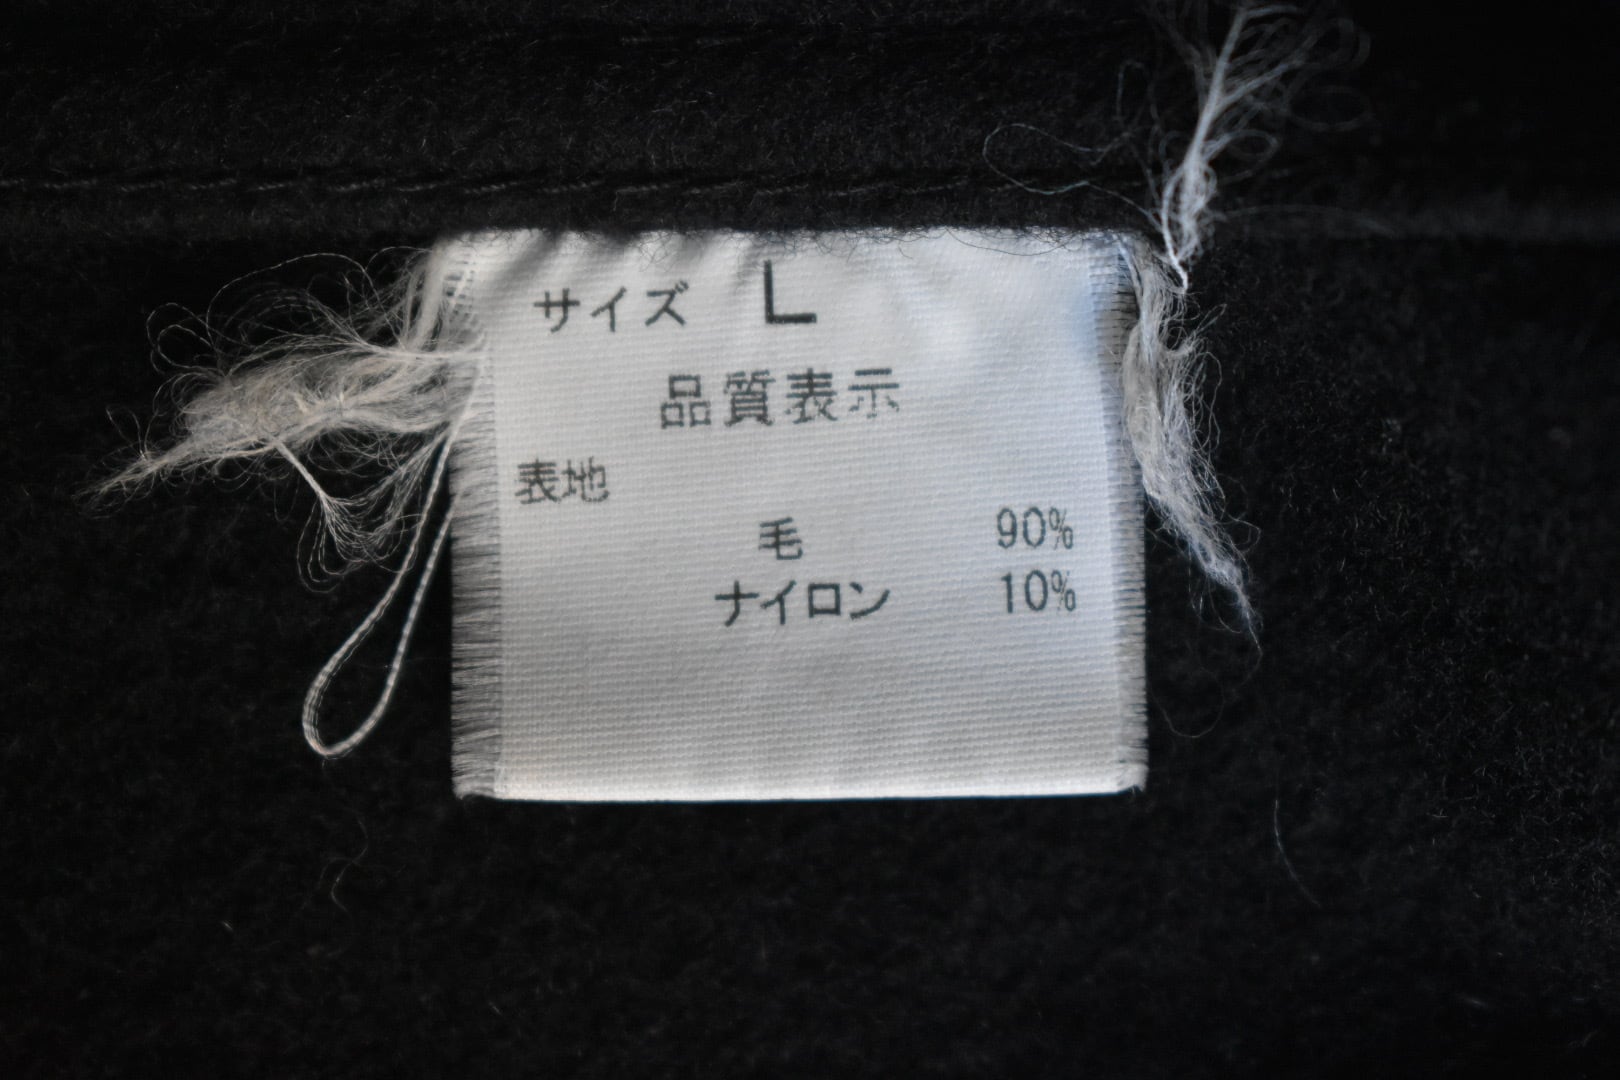 サイズ L
品質表示
表地
毛 90%
ナイロン 10%